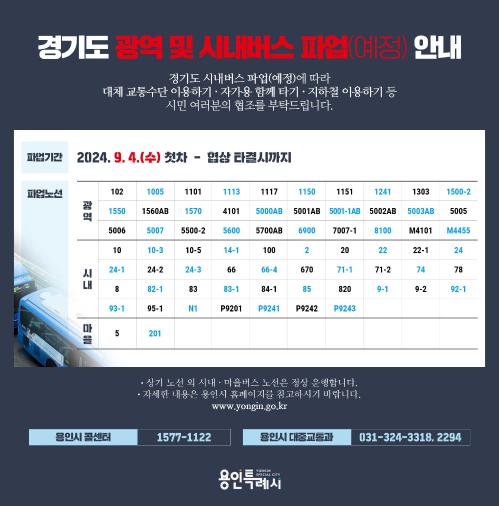 경기도 광역 및 시내버스 파업(예정) 안내
경기도 시내버스 파업(예정)에 따라
대체 교통수단 이용하기 · 자가용 함께 타기 · 지하철 이용하기 등
시민 여러분의 협조를 부탁드립니다.
파업기간 2024. 9. 4.(수) 첫차 - 협상 타결시까지
파업노선
광역
102 1005 1101 1113 1117 1150 1151 1241 1303 1500-2
1550 1560AB 1570 4101 5000AB 5001AB 5001-1AB 5002AB 5003AB 5005
5006 5007 5500-2 5600 5700AB 6900 7007-1 8100 M4101 M4455
시내
10 10-3 10-5 14-1 100 2 20 22 22-1 24
24-1 24-2 24-3 66 66-4 670 71-1 71-2 74 78
8 82-1 83 83-1 84-1 85 820 9-1 9-2 92-1
93-1 95-1 N1 P9201 P9241 P9242 P9243
마을
5 201
· 상기 노선 외 시내 · 마을버스 노선은 정상 운행합니다.
· 자세한 내용은 용인시 홈페이지를 참고하시기 바랍니다.
www.yongin.go.kr
용인시 콜센터 1577-1122 용인시 대중교통과 031-324-3318, 2294
용인특례시
YONGIN
SPECIAL CITY